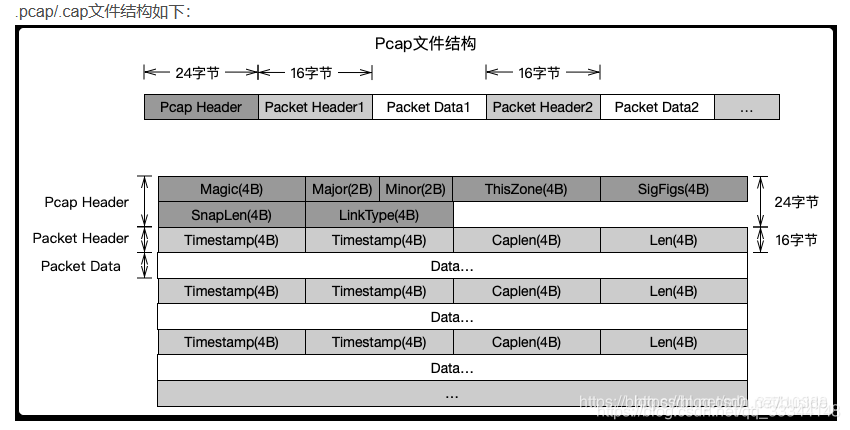 .pcap/.cap文件结构如下：
Pcap文件结构
24字节 16字节 16字节
Pcap Header Packet Header1 Packet Data1 Packet Header2 Packet Data2 ...
Magic(4B) Major(2B) Minor(2B) ThisZone(4B) SigFigs(4B)
Pcap Header 24字节
SnapLen(4B) LinkType(4B)
Packet Header Timestamp(4B) Timestamp(4B) Caplen(4B) Len(4B) 16字节
Packet Data Data...
Timestamp(4B) Timestamp(4B) Caplen(4B) Len(4B)
Data...
Timestamp(4B) Timestamp(4B) Caplen(4B) Len(4B)
Data...
...